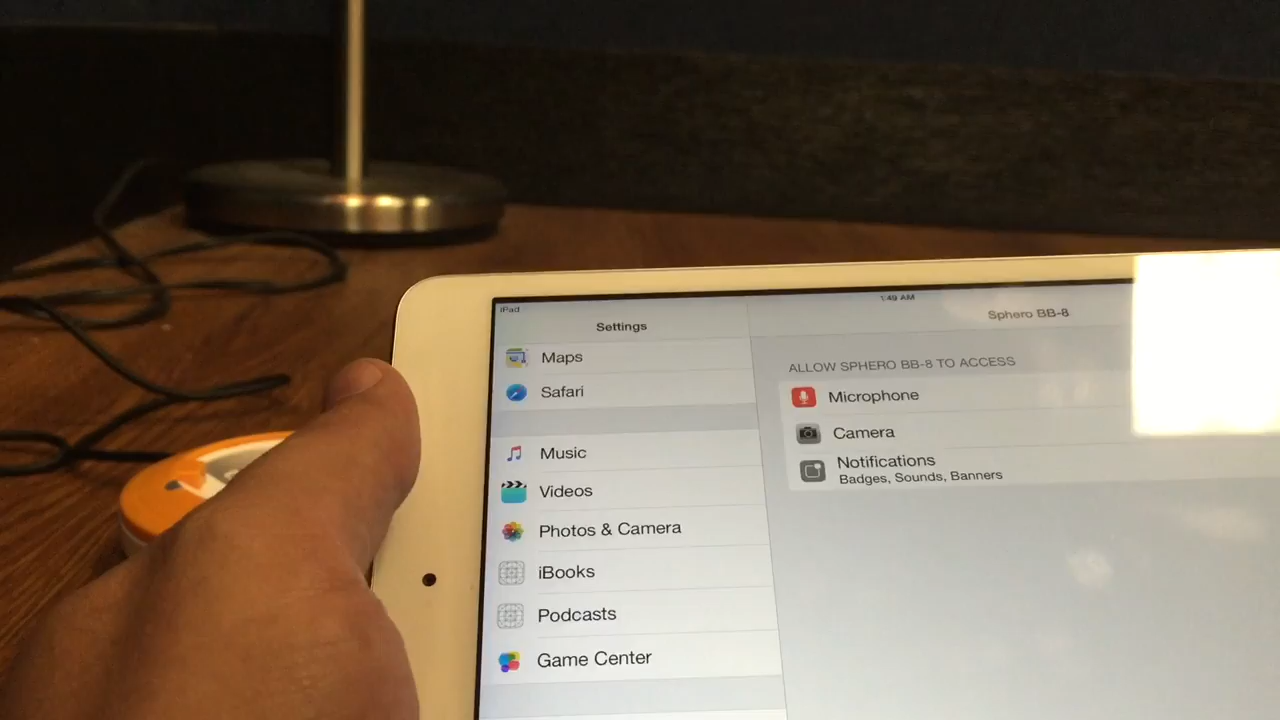 iPad
1:49 AM
Settings
Sphero BB-8
Maps
Safari
Music
Videos
Photos & Camera
iBooks
Podcasts
Game Center
ALLOW SPHERO BB-8 TO ACCESS
Microphone
Camera
Notifications
Badges, Sounds, Banners